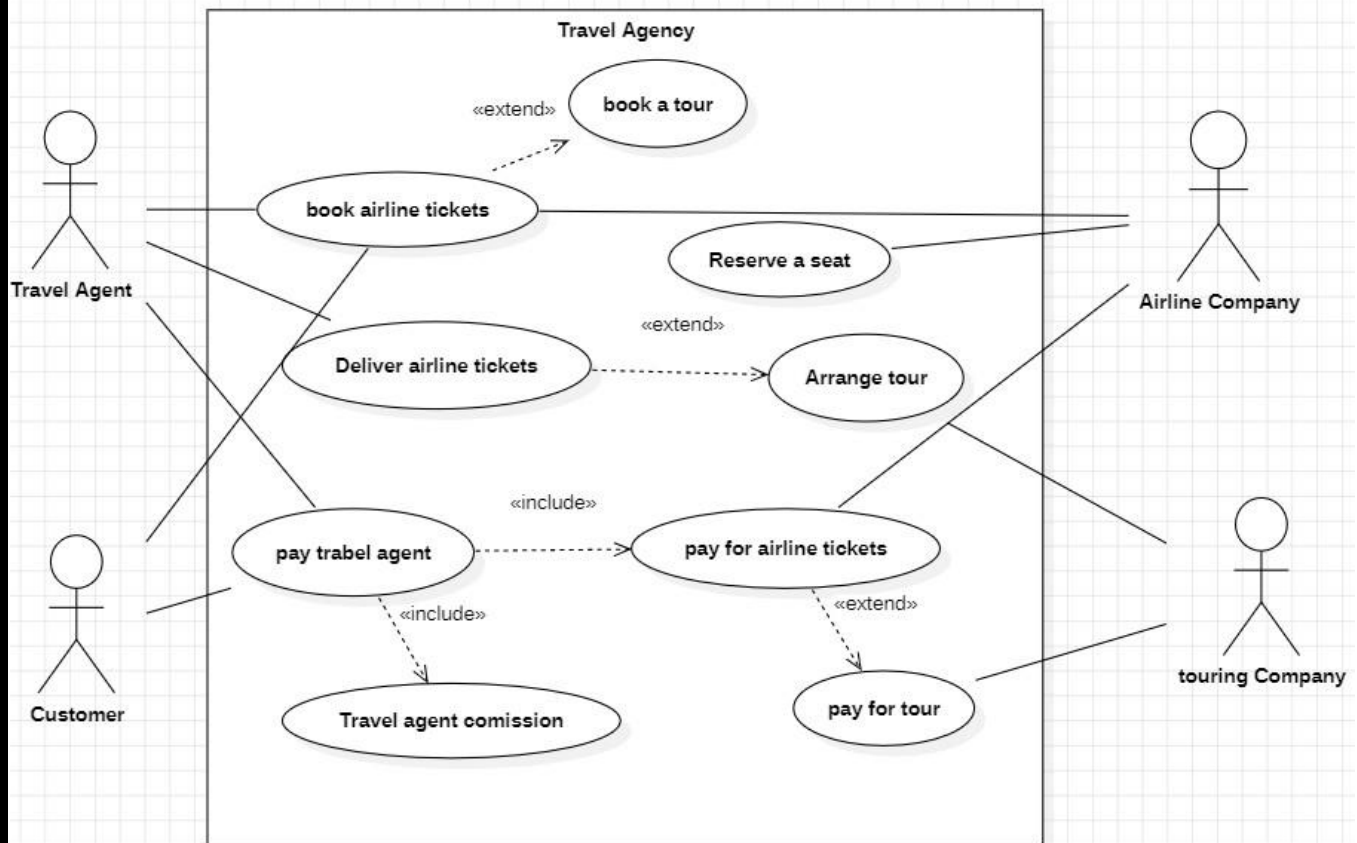 Travel Agency
«extend»
book a tour
book airline tickets
Reserve a seat
Travel Agent
Airline Company
«extend»
Deliver airline tickets
Arrange tour
«include»
pay trabel agent
pay for airline tickets
«include»
«extend»
touring Company
Customer
Travel agent comission
pay for tour